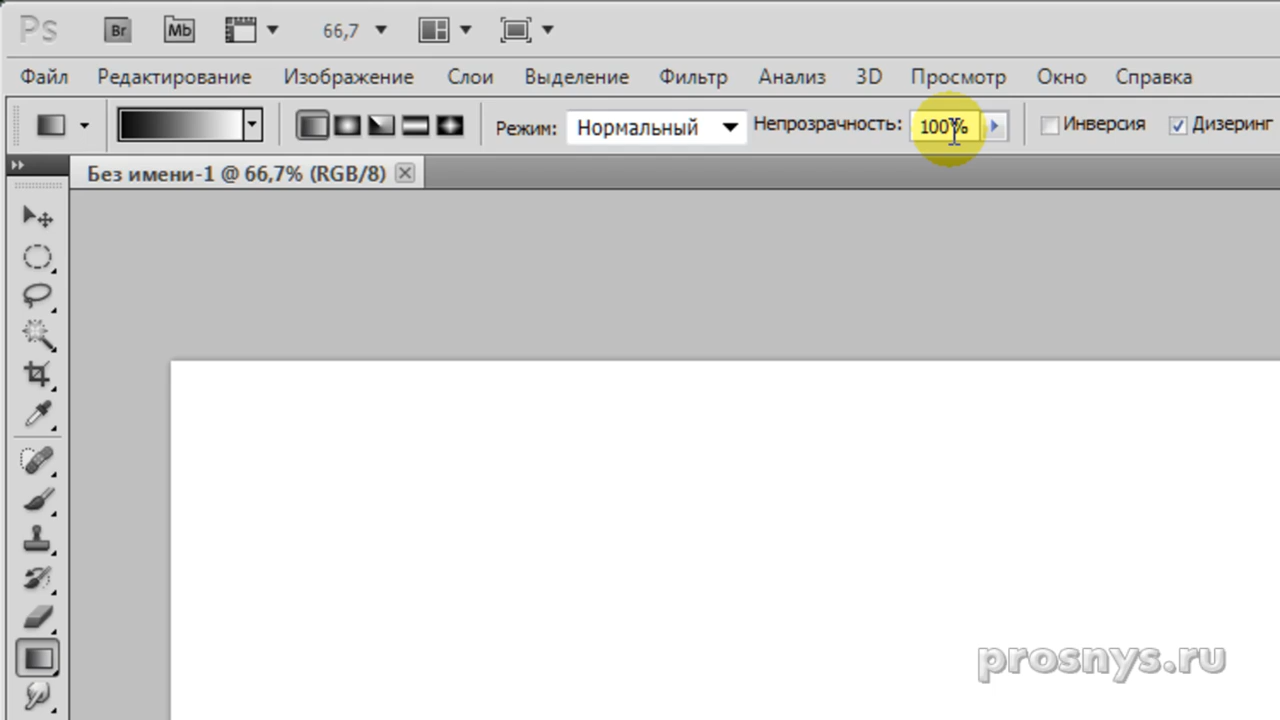 Ps Br Mb 66,7
Файл Редактирование Изображение Слои Выделение Фильтр Анализ 3D Просмотр Окно Справка
Режим: Нормальный Непрозрачность: 100% Инверсия Дизеринг
Без имени-1 @ 66,7% (RGB/8)
prosnys.ru